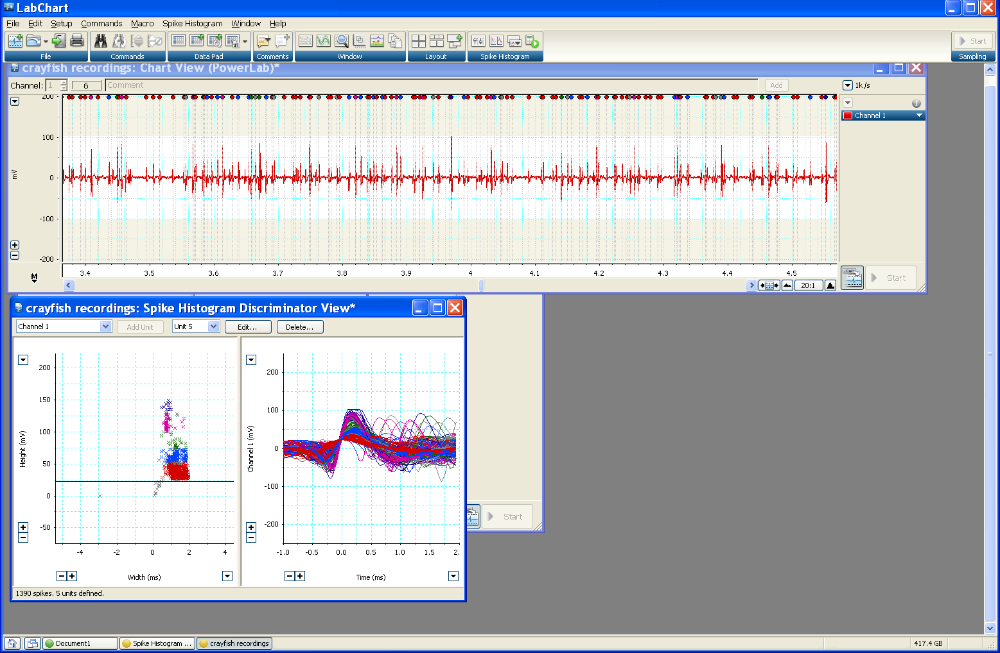 LabChart
File Edit Setup Commands Macro Spike Histogram Window Help
File Commands Data Pad Comments Window Layout Spike Histogram Sampling
Start
crayfish recordings: Chart View (PowerLab)*
Channel: 1 6 Comment Add 1k /s
Channel 1
200
100
0
-100
-200
mV
3.4 3.5 3.6 3.7 3.8 3.9 4 4.1 4.2 4.3 4.4 4.5
M
20:1
Start
crayfish recordings: Spike Histogram Discriminator View*
Channel 1 Add Unit Unit 5 Edit... Delete...
200
150
100
50
0
-50
Height (mV)
-4 -2 0 2 4
Width (ms)
200
100
0
-100
-200
Channel 1 (mV)
-1.0 -0.5 0.0 0.5 1.0 1.5 2.
Time (ms)
1390 spikes. 5 units defined.
Start
Document1 Spike Histogram ... crayfish recordings 417.4 GB